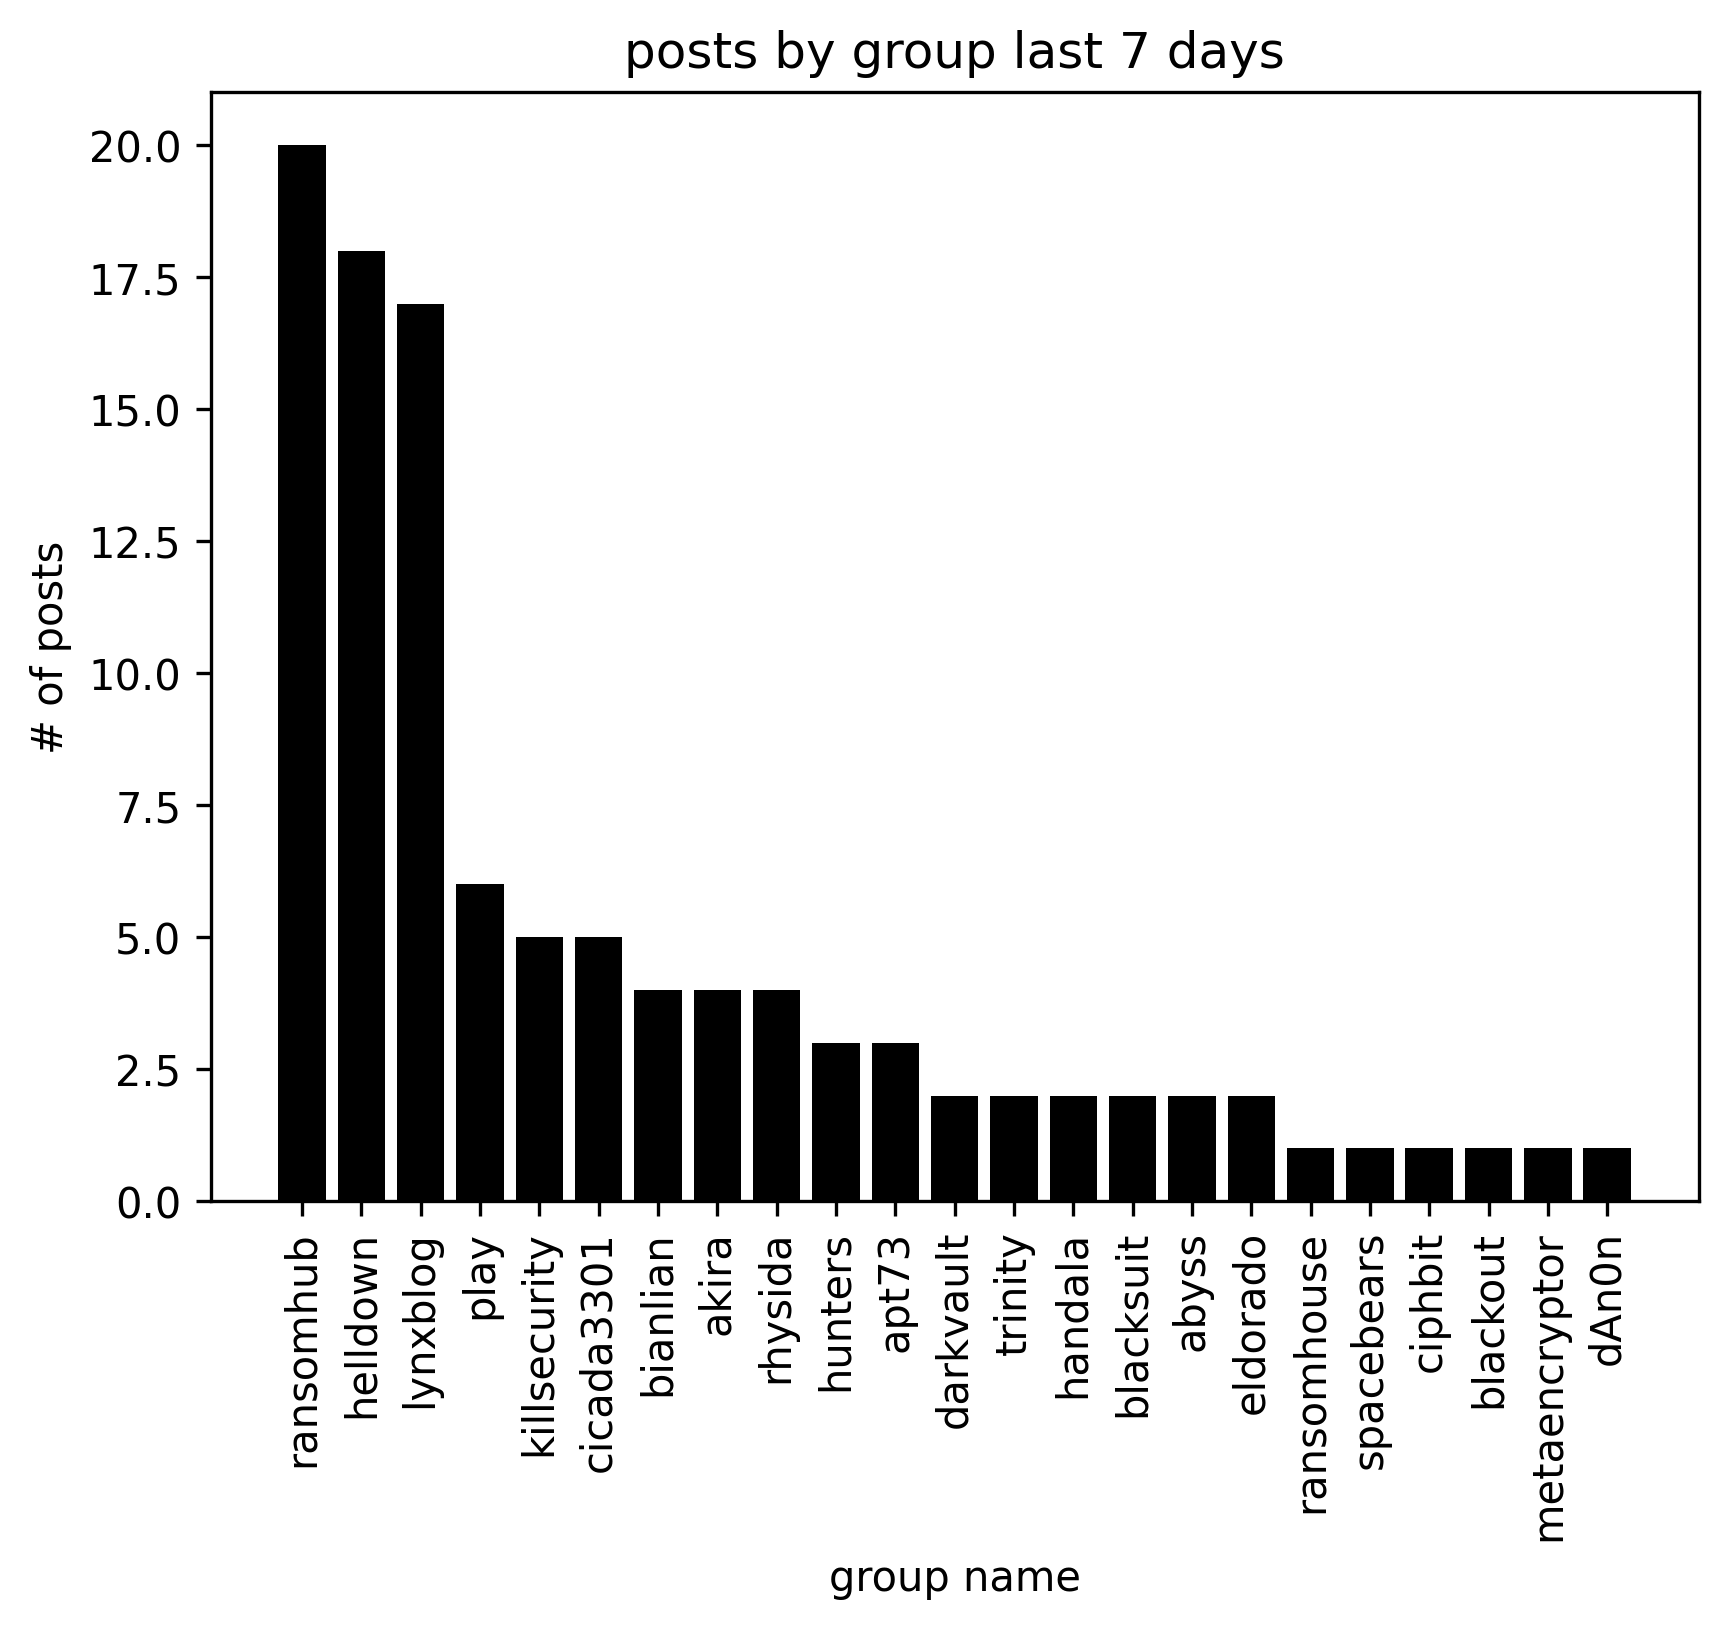 posts by group last 7 days
20.0
17.5
15.0
12.5
10.0
7.5
5.0
2.5
0.0
# of posts
ransomhub
helldown
lynxblog
play
killsecurity
cicada3301
bianlian
akira
rhysida
hunters
apt73
darkvault
trinity
handala
blacksuit
abyss
eldorado
ransomhouse
spacebears
ciphbit
blackout
metaencryptor
dAn0n
group name